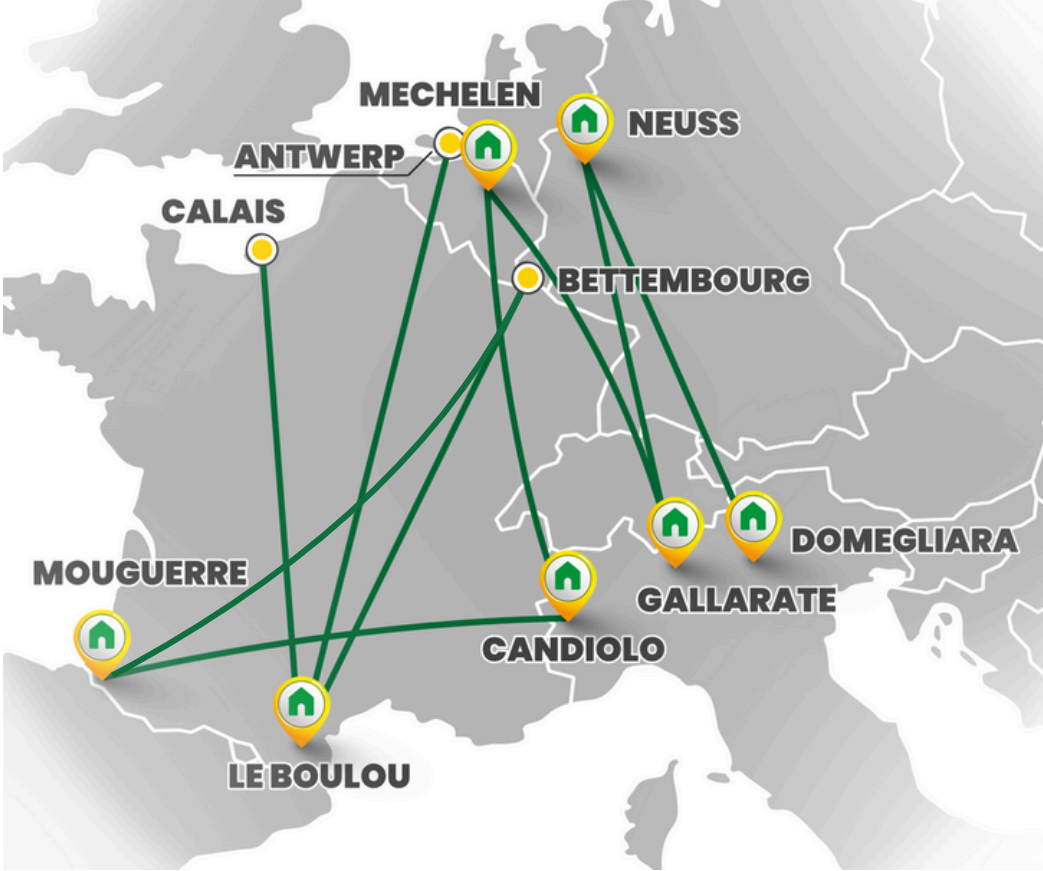 MECHELEN
NEUSS
ANTWERP
CALAIS
BETTEMBOURG
DOMEGLIARA
MOUGUERRE
GALLARATE
CANDIOLO
LE BOULOU